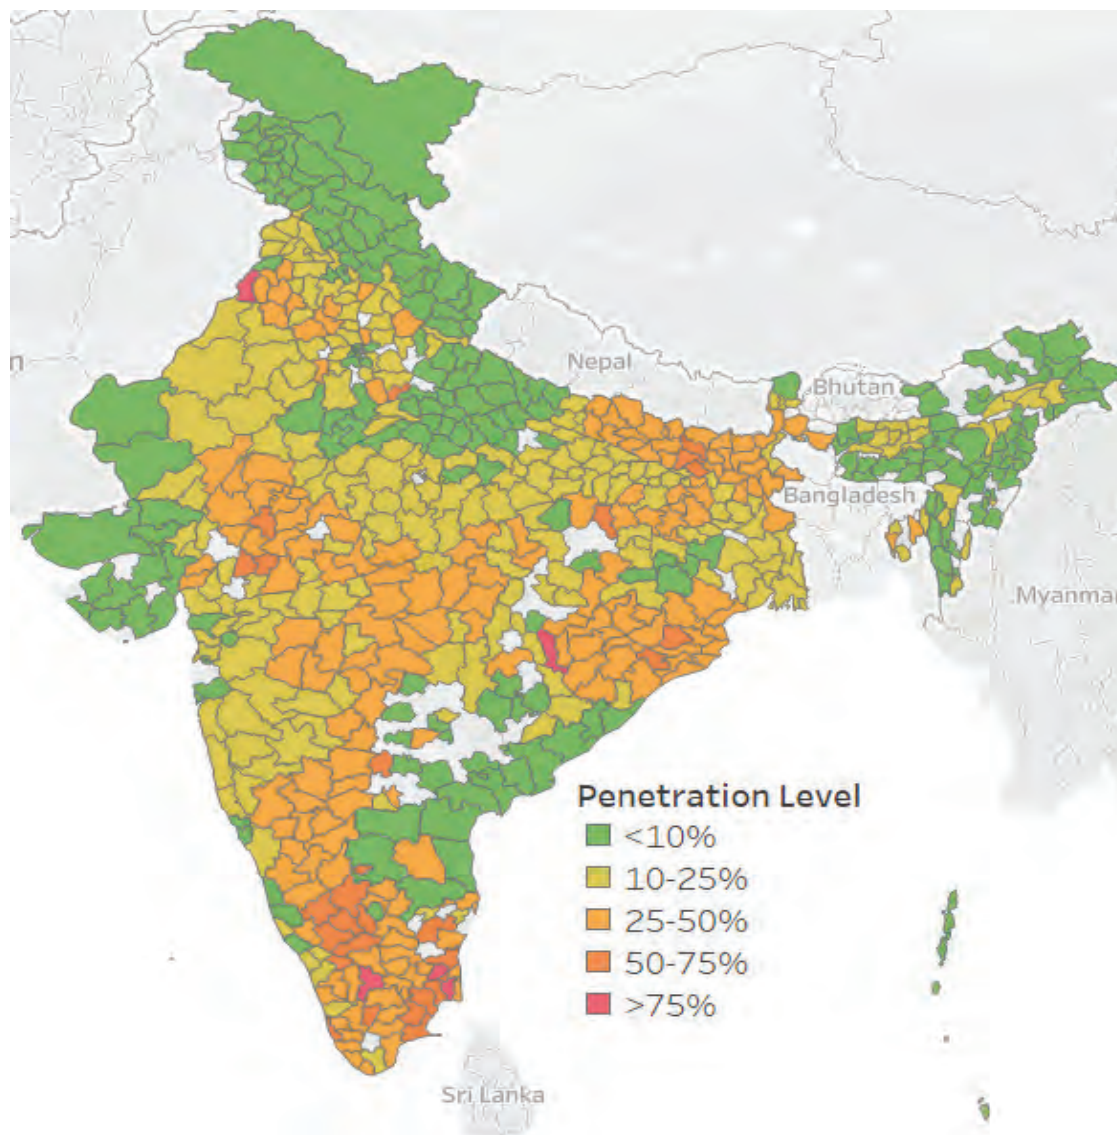 Nepal
Bhutan
Bangladesh
Myanmar
Penetration Level
<10%
10-25%
25-50%
50-75%
>75%
Sri Lanka